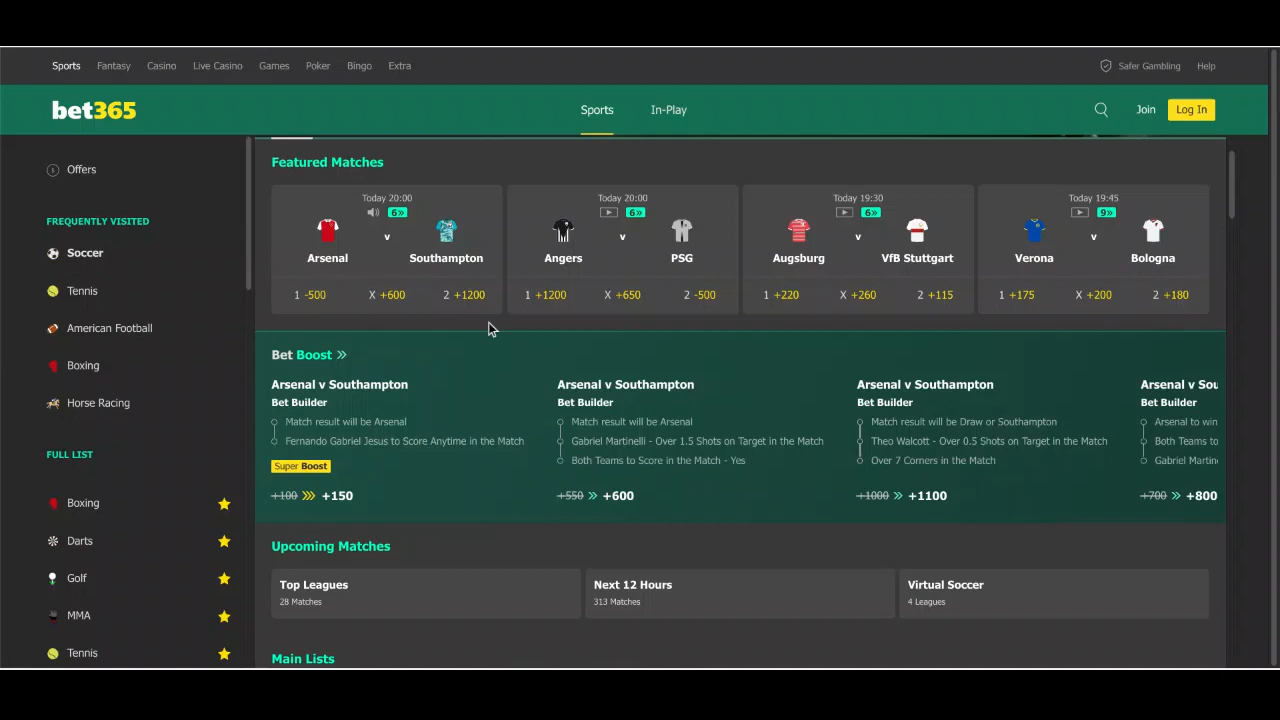 Sports Fantasy Casino Live Casino Games Poker Bingo Extra Safer Gambling Help
bet365 Sports In-Play Join Log In
Offers
FREQUENTLY VISITED
Soccer
Tennis
American Football
Boxing
Horse Racing
FULL LIST
Boxing
Darts
Golf
MMA
Tennis
Featured Matches
Today 20:00
6»
Arsenal v Southampton
1 -500 X +600 2 +1200
Today 20:00
6»
Angers v PSG
1 +1200 X +650 2 -500
Today 19:30
6»
Augsburg v VfB Stuttgart
1 +220 X +260 2 +115
Today 19:45
9»
Verona v Bologna
1 +175 X +200 2 +180
Bet Boost »
Arsenal v Southampton
Bet Builder
Match result will be Arsenal
Fernando Gabriel Jesus to Score Anytime in the Match
Super Boost
+100 »» +150
Arsenal v Southampton
Bet Builder
Match result will be Arsenal
Gabriel Martinelli - Over 1.5 Shots on Target in the Match
Both Teams to Score in the Match - Yes
+550 » +600
Arsenal v Southampton
Bet Builder
Match result will be Draw or Southampton
Theo Walcott - Over 0.5 Shots on Target in the Match
Over 7 Corners in the Match
+1000 » +1100
Arsenal v Sou
Bet Builder
Arsenal to win
Both Teams to
Gabriel Martin
+700 » +800
Upcoming Matches
Top Leagues
28 Matches
Next 12 Hours
313 Matches
Virtual Soccer
4 Leagues
Main Lists